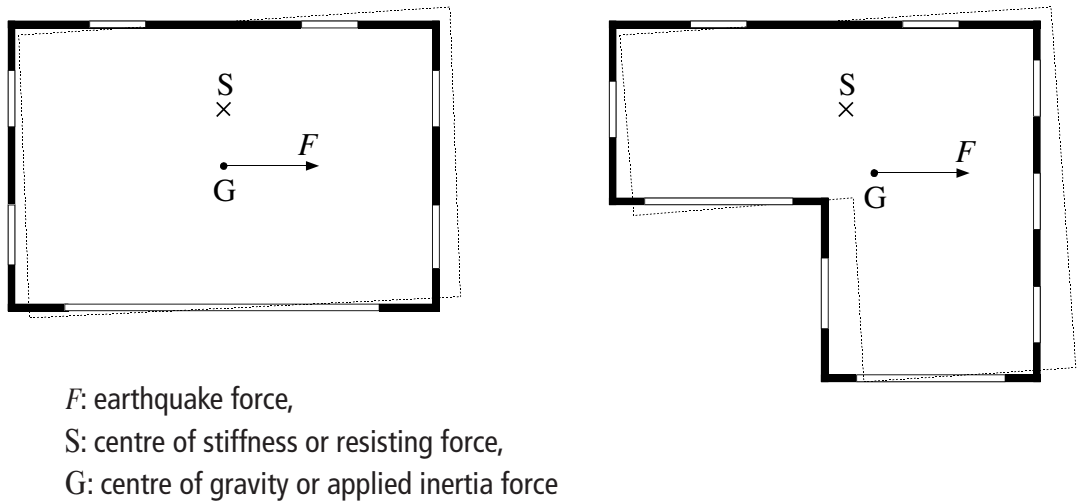 S
F
G
S
F
G
F: earthquake force,
S: centre of stiffness or resisting force,
G: centre of gravity or applied inertia force